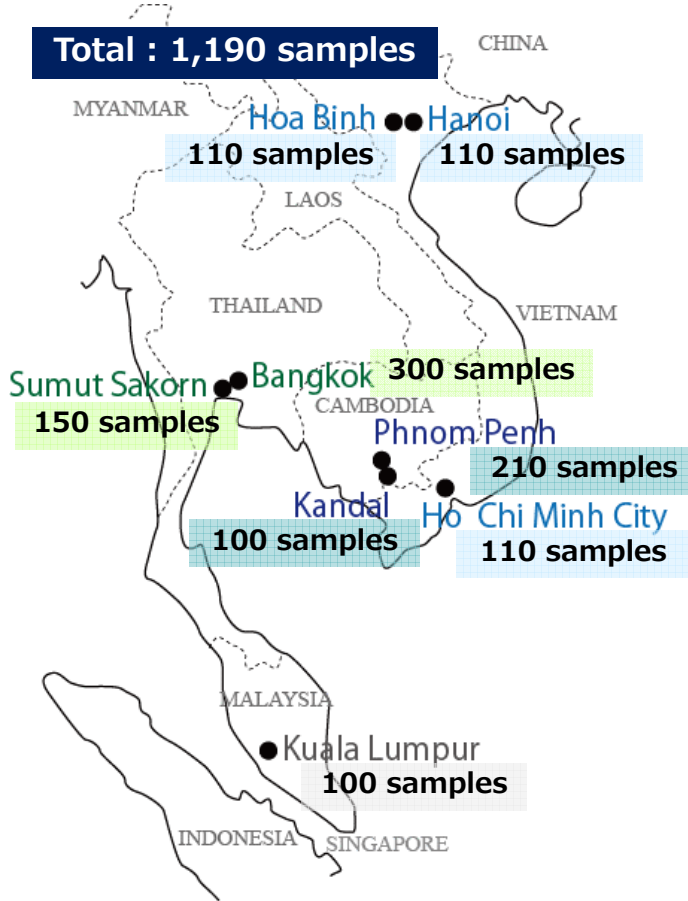 Total : 1,190 samples
CHINA
MYANMAR
Hoa Binh
Hanoi
110 samples
110 samples
LAOS
THAILAND
VIETNAM
Sumut Sakorn
Bangkok
300 samples
150 samples
CAMBODIA
Phnom Penh
210 samples
Kandal
Ho Chi Minh City
100 samples
110 samples
MALAYSIA
Kuala Lumpur
100 samples
INDONESIA
SINGAPORE